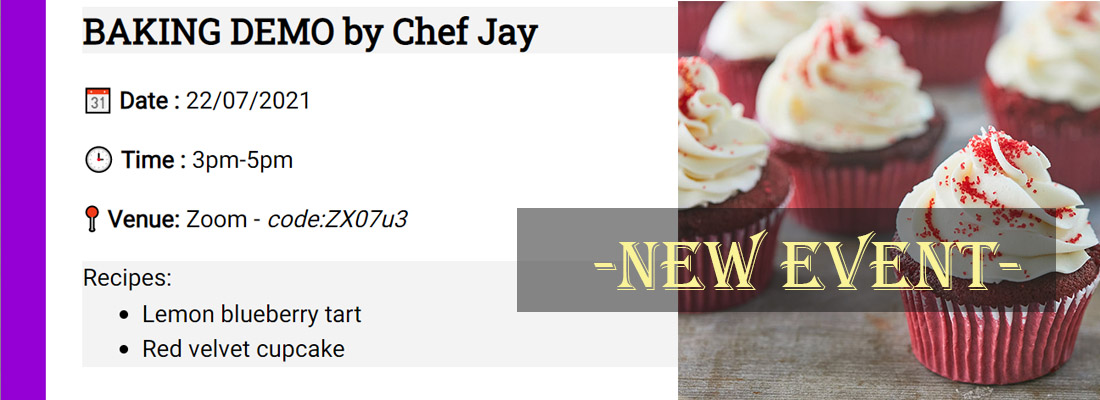 BAKING DEMO by Chef Jay
31 Date : 22/07/2021
Time : 3pm-5pm
Venue: Zoom - code:ZX07u3
Recipes:
• Lemon blueberry tart
• Red velvet cupcake
-NEW EVENT-